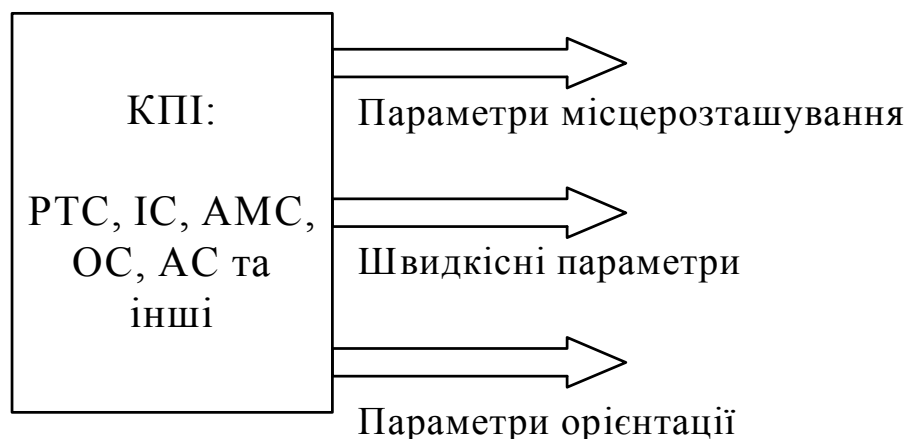 КПІ:
РТС, ІС, АМС,
ОС, АС та
інші
Параметри місцерозташування
Швидкісні параметри
Параметри орієнтації